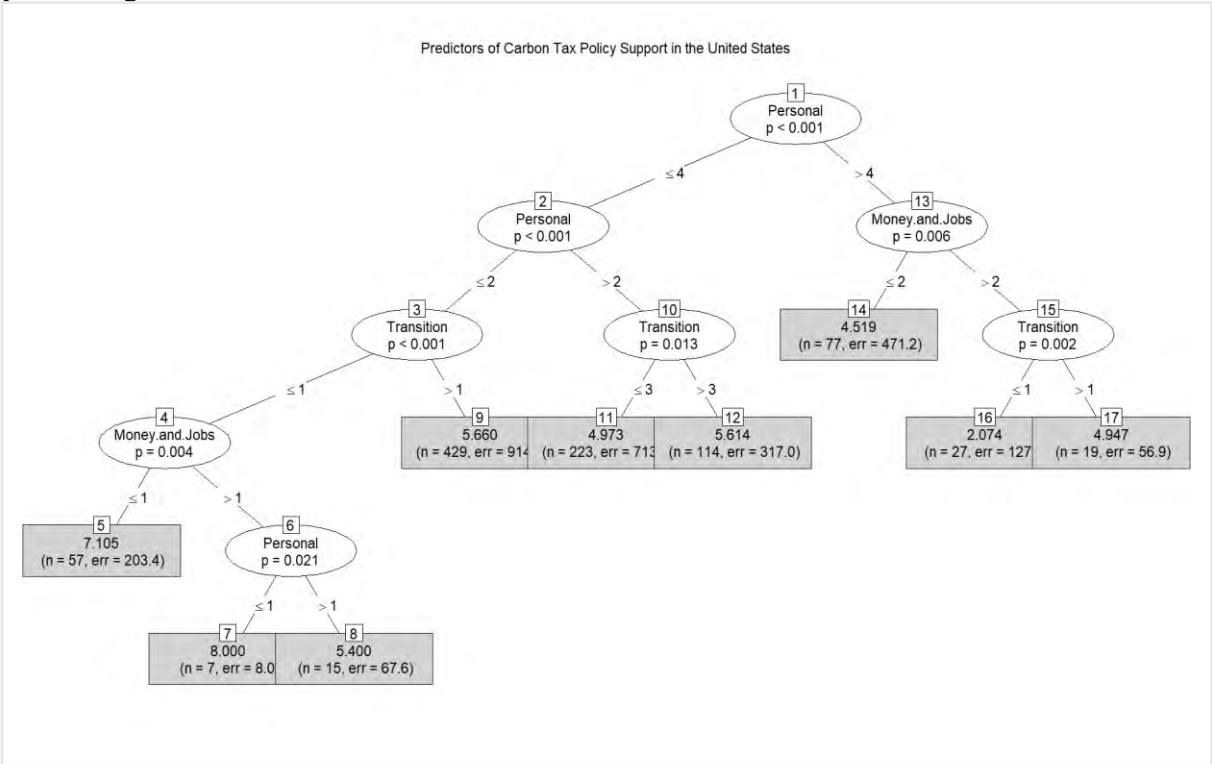 Predictors of Carbon Tax Policy Support in the United States
1
Personal
p < 0.001
≤ 4
> 4
2
Personal
p < 0.001
13
Money.and.Jobs
p = 0.006
≤ 2
> 2
≤ 2
> 2
3
Transition
p < 0.001
10
Transition
p = 0.013
14
4.519
(n = 77, err = 471.2)
15
Transition
p = 0.002
≤ 1
> 1
≤ 3
> 3
≤ 1
> 1
4
Money.and.Jobs
p = 0.004
9
5.660
(n = 429, err = 914
11
4.973
(n = 223, err = 713
12
5.614
(n = 114, err = 317.0)
16
2.074
(n = 27, err = 127
17
4.947
(n = 19, err = 56.9)
≤ 1
> 1
5
7.105
(n = 57, err = 203.4)
6
Personal
p = 0.021
≤ 1
> 1
7
8.000
(n = 7, err = 8.0
8
5.400
(n = 15, err = 67.6)